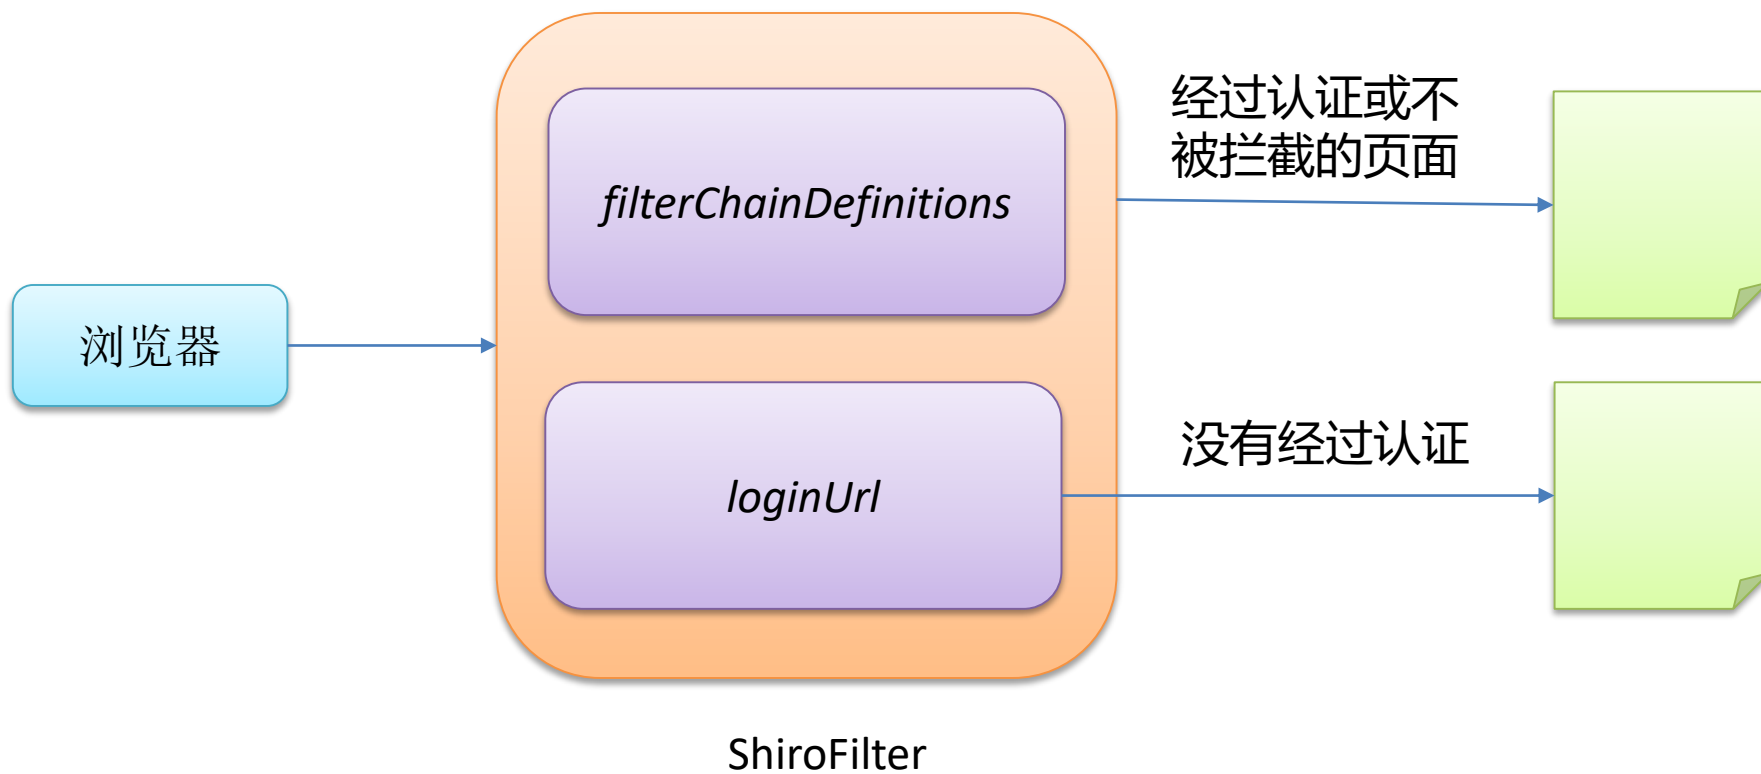 经过认证或不
被拦截的页面
filterChainDefinitions
浏览器
没有经过认证
loginUrl
ShiroFilter